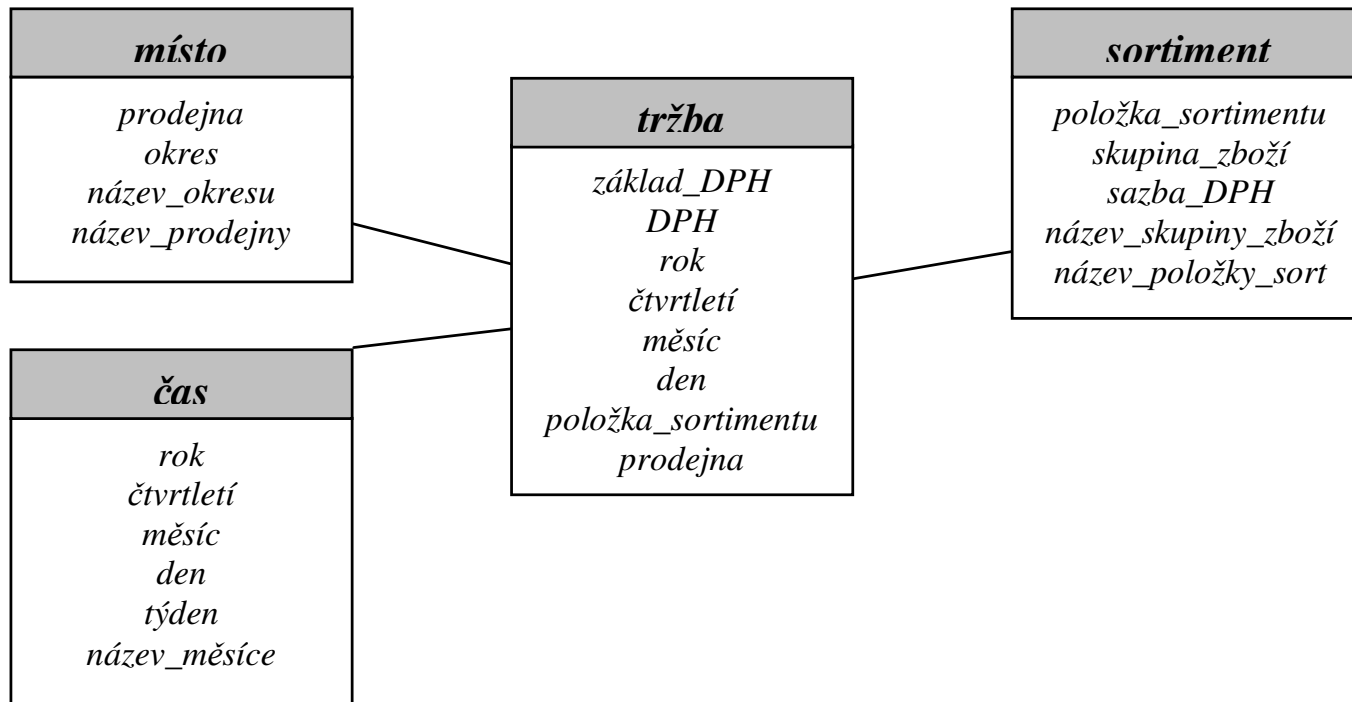 místo
prodejna
okres
název_okresu
název_prodejny
čas
rok
čtvrtletí
měsíc
den
týden
název_měsíce
tržba
základ_DPH
DPH
rok
čtvrtletí
měsíc
den
položka_sortimentu
prodejna
sortiment
položka_sortimentu
skupina_zboží
sazba_DPH
název_skupiny_zboží
název_položky_sort